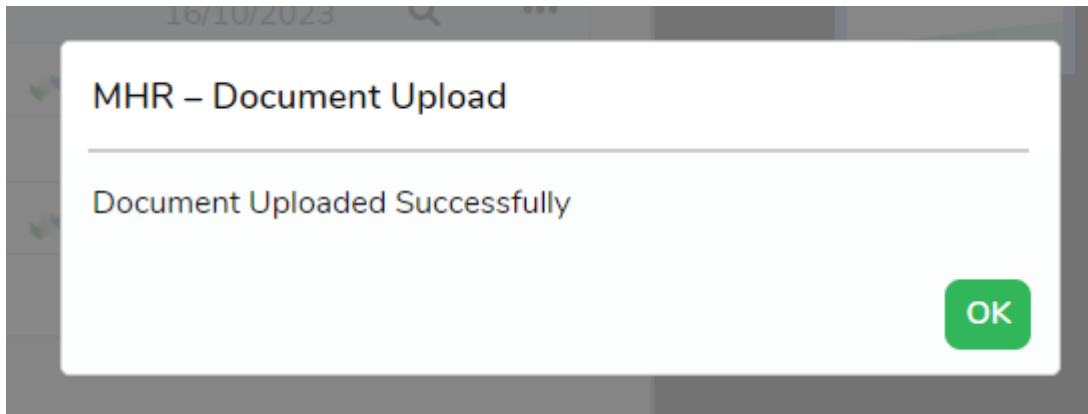 16/10/2023
MHR – Document Upload
Document Uploaded Successfully
OK